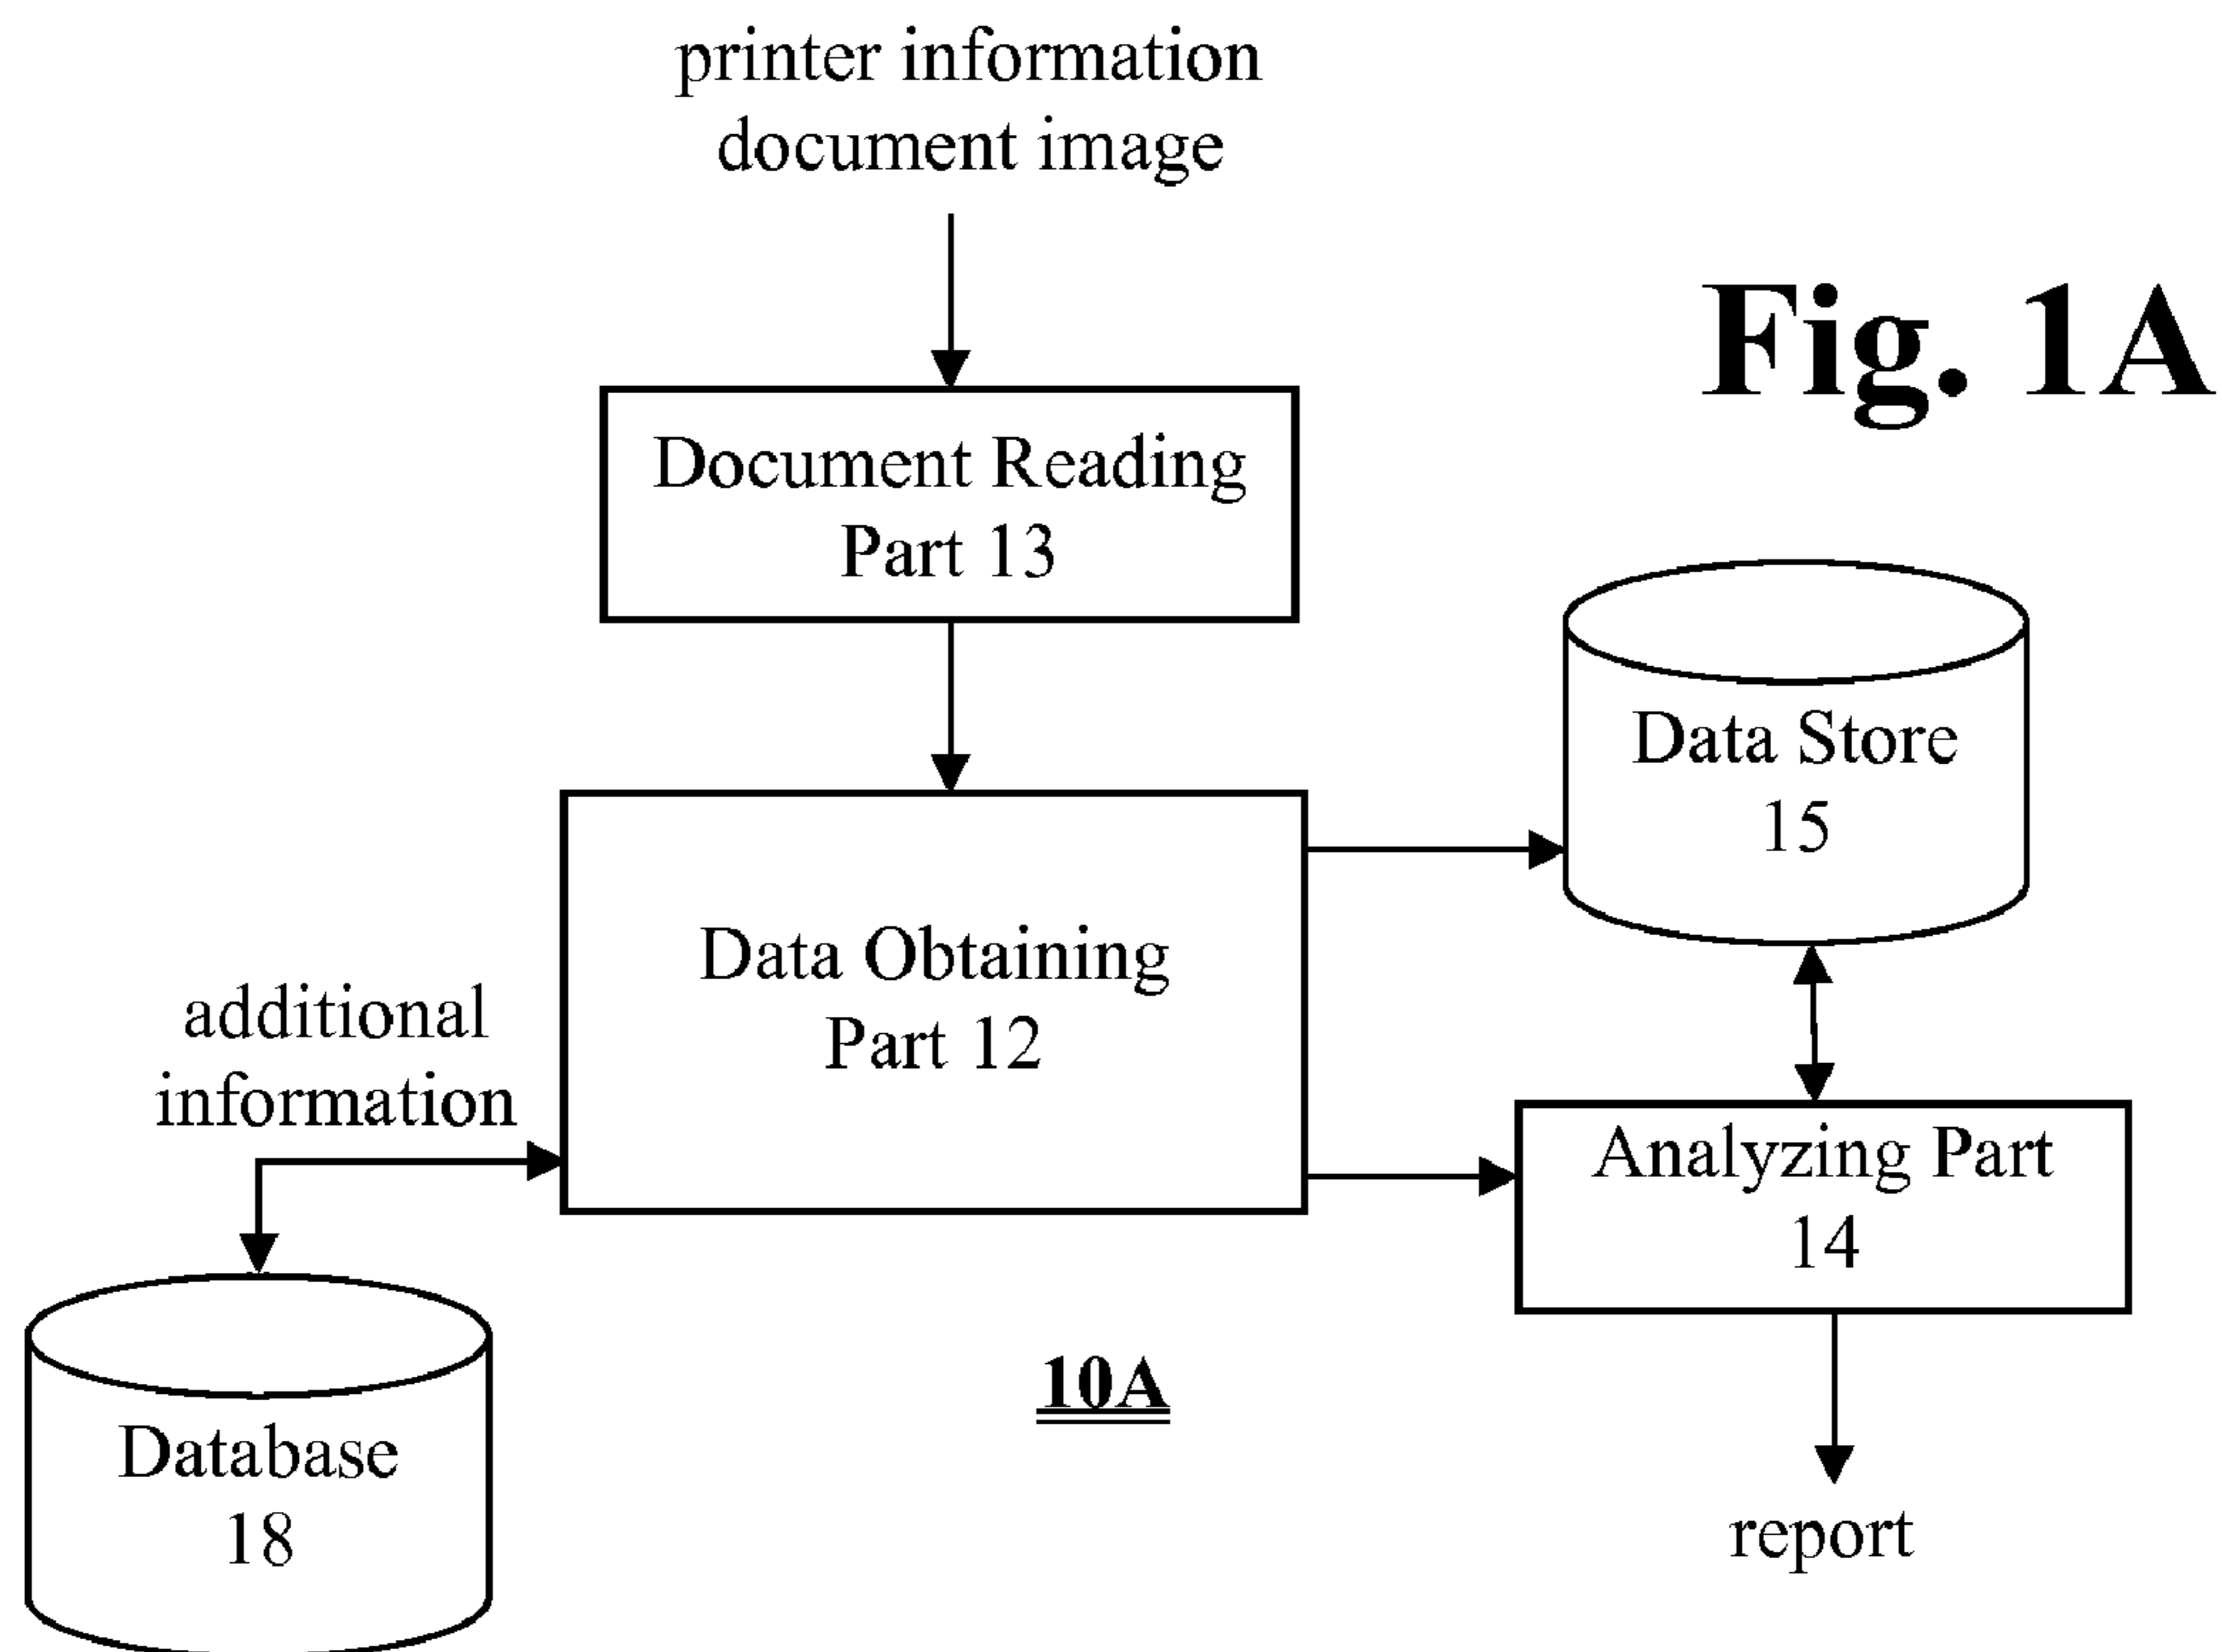 printer information
document image
Fig. 1A
Document Reading
Part 13
Data Store
15
Data Obtaining
Part 12
additional
information
Analyzing Part
14
10A
Database
18
report